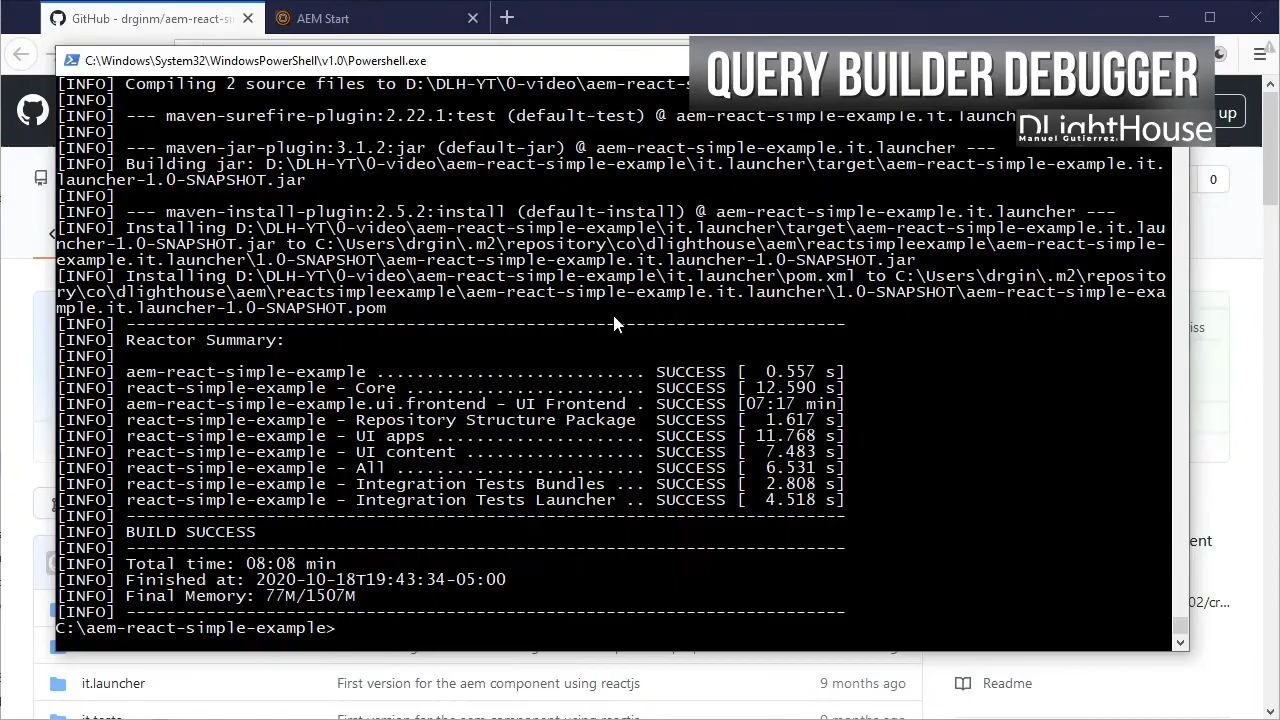 GitHub - drginm/aem-react-si
AEM Start
C:\Windows\System32\WindowsPowerShell\v1.0\Powershell.exe
QUERY BUILDER DEBUGGER
DLightHouse
Manuel Gutierrez
up
0
[INFO] Compiling 2 source files to D:\DLH-YT\0-video\aem-react-s
[INFO]
[INFO] --- maven-surefire-plugin:2.22.1:test (default-test) @ aem-react-simple-example.it.launch
[INFO]
[INFO] --- maven-jar-plugin:3.1.2:jar (default-jar) @ aem-react-simple-example.it.launcher ---
[INFO] Building jar: D:\DLH-YT\0-video\aem-react-simple-example\it.launcher\target\aem-react-simple-example.it.
launcher-1.0-SNAPSHOT.jar
[INFO]
[INFO] --- maven-install-plugin:2.5.2:install (default-install) @ aem-react-simple-example.it.launcher ---
[INFO] Installing D:\DLH-YT\0-video\aem-react-simple-example\it.launcher\target\aem-react-simple-example.it.lau
ncher-1.0-SNAPSHOT.jar to C:\Users\drgin\.m2\repository\co\dlighthouse\aem\reactsimpleexample\aem-react-simple-
example.it.launcher\1.0-SNAPSHOT\aem-react-simple-example.it.launcher-1.0-SNAPSHOT.jar
[INFO] Installing D:\DLH-YT\0-video\aem-react-simple-example\it.launcher\pom.xml to C:\Users\drgin\.m2\reposito
ry\co\dlighthouse\aem\reactsimpleexample\aem-react-simple-example.it.launcher\1.0-SNAPSHOT\aem-react-simple-exa
mple.it.launcher-1.0-SNAPSHOT.pom
[INFO] ------------------------------------------------------------------------
[INFO] Reactor Summary:
[INFO]
[INFO] aem-react-simple-example ........................... SUCCESS [  0.557 s]
[INFO] react-simple-example - Core ........................ SUCCESS [ 12.590 s]
[INFO] aem-react-simple-example.ui.frontend - UI Frontend . SUCCESS [07:17 min]
[INFO] react-simple-example - Repository Structure Package  SUCCESS [  1.617 s]
[INFO] react-simple-example - UI apps ..................... SUCCESS [ 11.768 s]
[INFO] react-simple-example - UI content .................. SUCCESS [  7.483 s]
[INFO] react-simple-example - All ......................... SUCCESS [  6.531 s]
[INFO] react-simple-example - Integration Tests Bundles ... SUCCESS [  2.808 s]
[INFO] react-simple-example - Integration Tests Launcher .. SUCCESS [  4.518 s]
[INFO] ------------------------------------------------------------------------
[INFO] BUILD SUCCESS
[INFO] ------------------------------------------------------------------------
[INFO] Total time: 08:08 min
[INFO] Finished at: 2020-10-18T19:43:34-05:00
[INFO] Final Memory: 77M/1507M
[INFO] ------------------------------------------------------------------------
C:\aem-react-simple-example>
iss
ent
02/cr...
it.launcher
First version for the aem component using reactjs
9 months ago
Readme